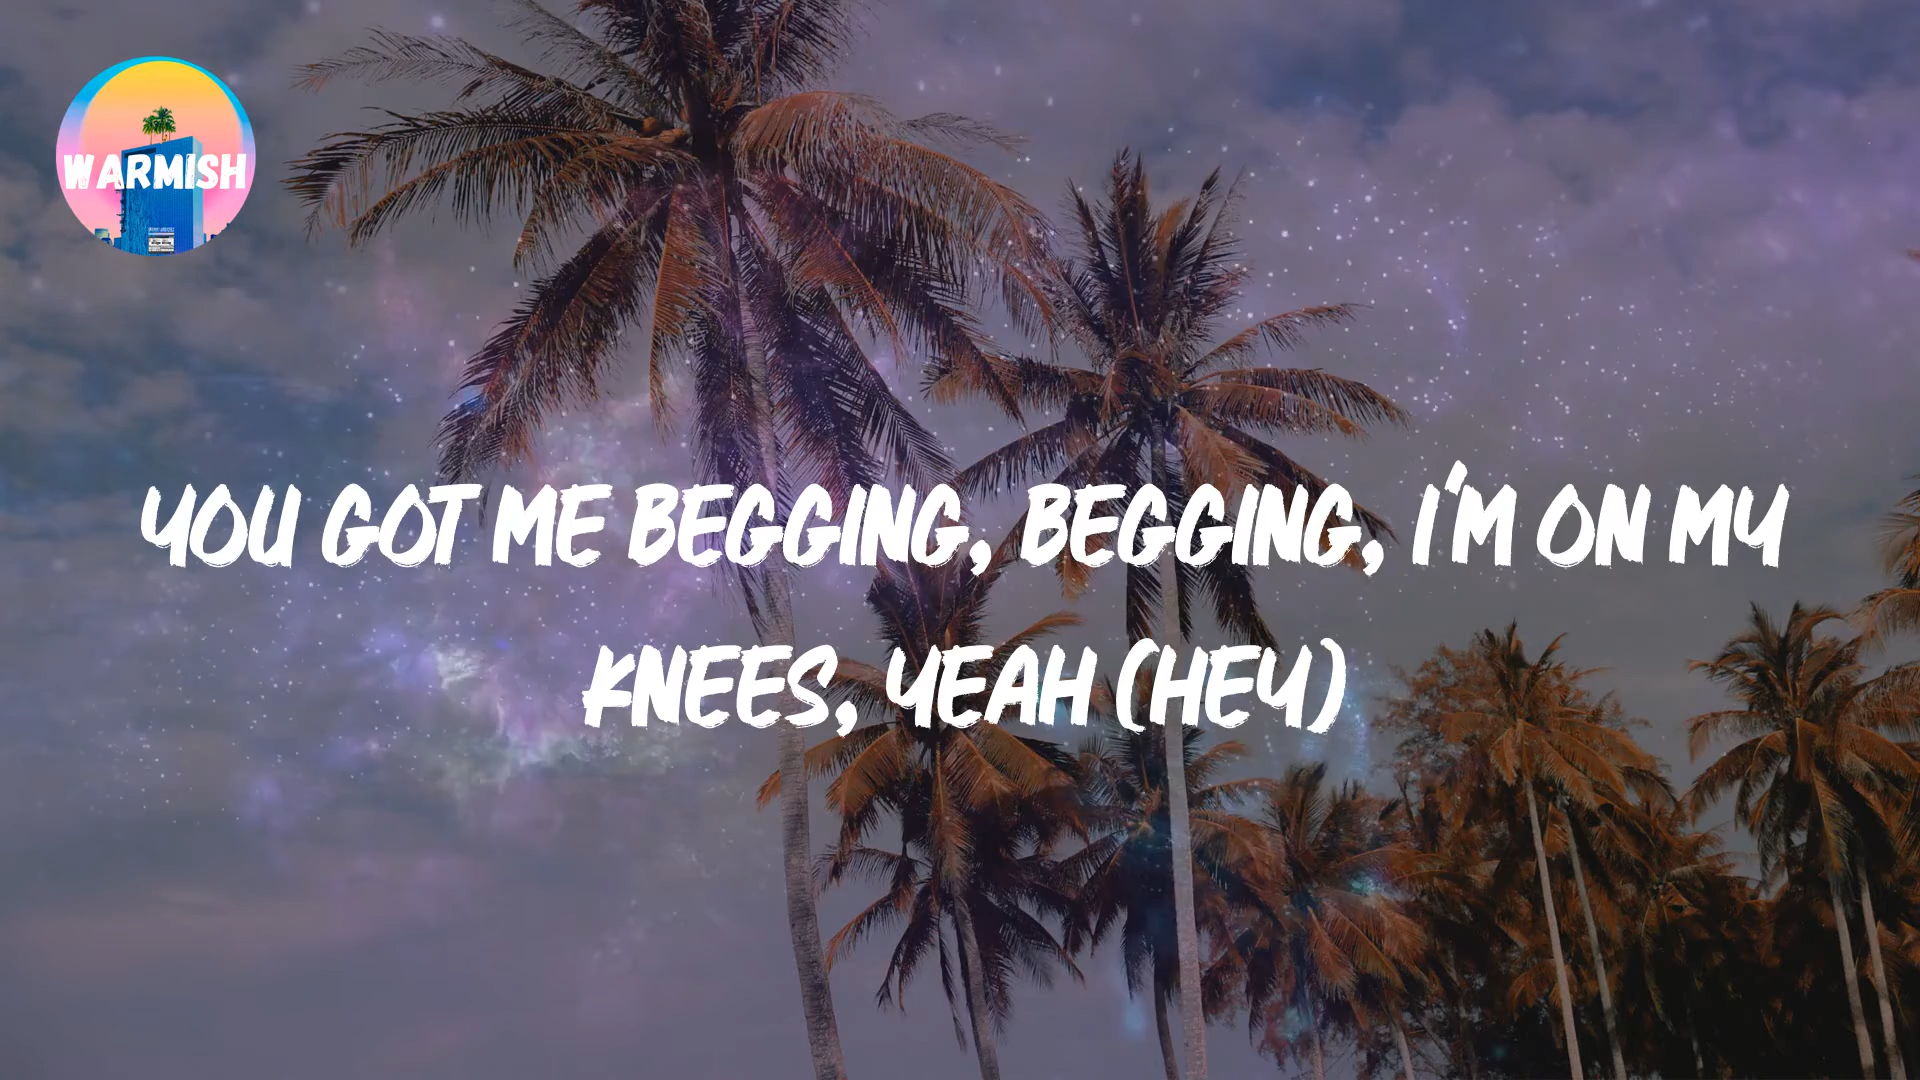 WARMISH
YOU GOT ME BEGGING, BEGGING, I'M ON MY
KNEES, YEAH (HEY)